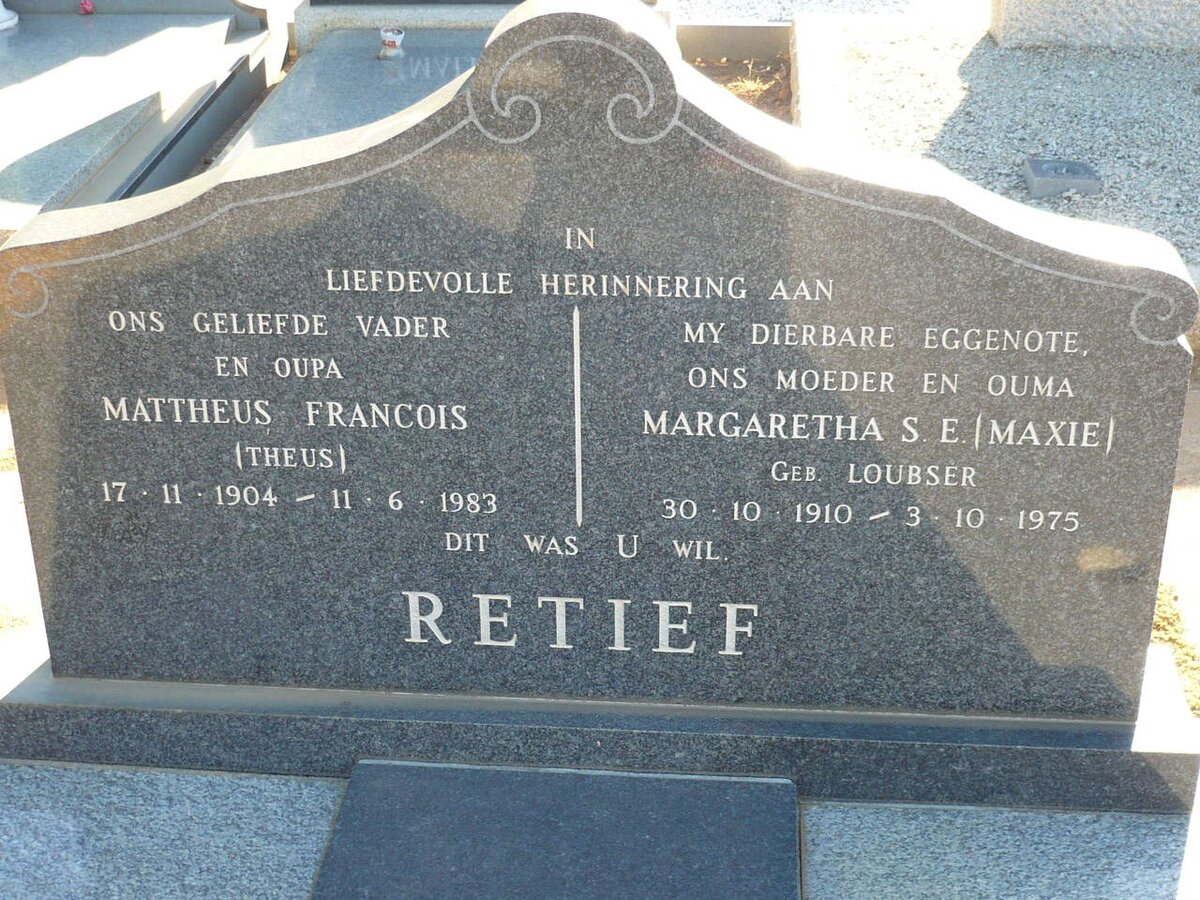 IN
LIEFDEVOLLE HERINNERING AAN
ONS GELIEFDE VADER
EN OUPA
MATTHEUS FRANCOIS
(THEUS)
17 · 11 · 1904 – 11 · 6 · 1983
MY DIERBARE EGGENOTE,
ONS MOEDER EN OUMA
MARGARETHA S. E. (MAXIE)
GEB. LOUBSER
30 · 10 · 1910 – 3 · 10 · 1975
DIT WAS U WIL.
RETIEF